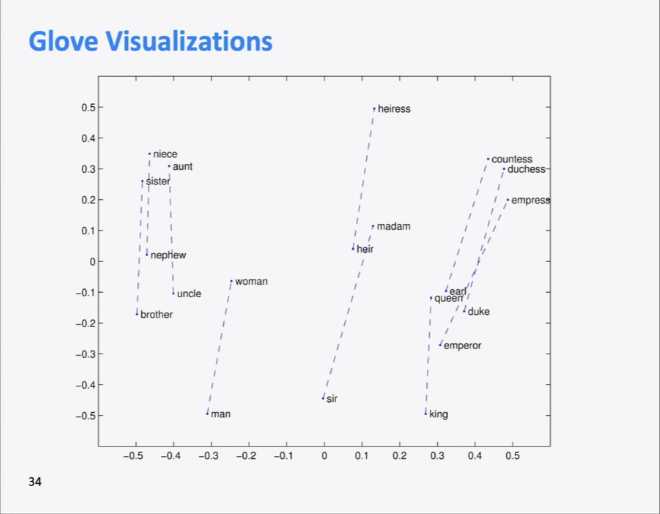 Glove Visualizations
0.5
0.4
0.3
0.2
0.1
0
−0.1
−0.2
−0.3
−0.4
−0.5
heiress
niece
aunt
sister
countess
duchess
empress
madam
heir
nephew
woman
uncle
earl
queen
brother
duke
emperor
sir
man
king
−0.5 −0.4 −0.3 −0.2 −0.1 0 0.1 0.2 0.3 0.4 0.5
34